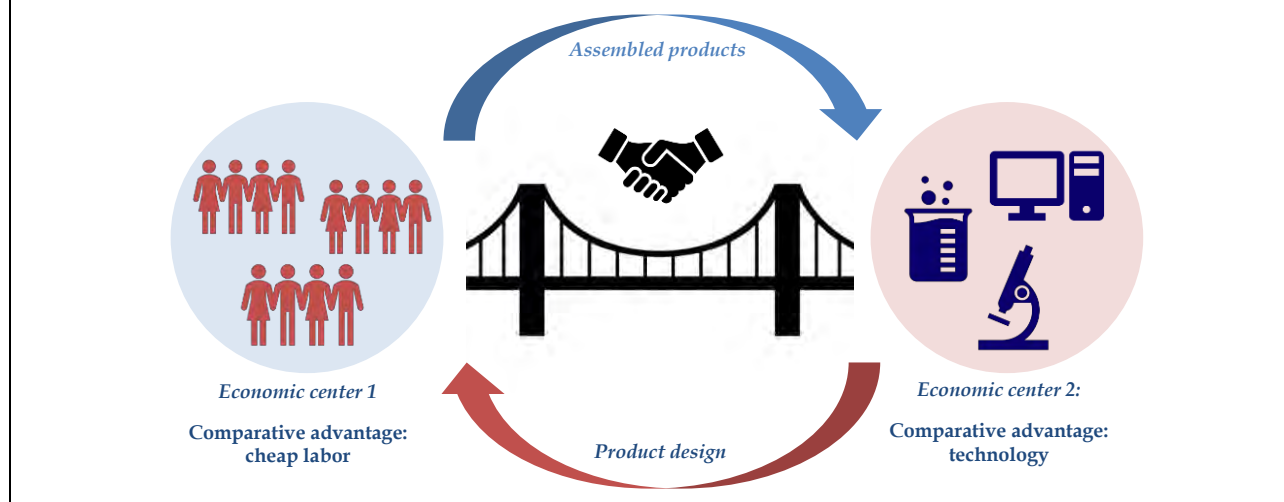 Assembled products
Economic center 1
Comparative advantage:
cheap labor
Product design
Economic center 2:
Comparative advantage:
technology